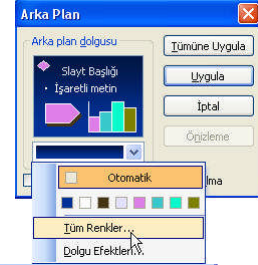 Arka Plan
Arka plan dolgusu
Slayt Başlığı
• İşaretli metin
Tümüne Uygula
Uygula
İptal
Önizleme
Otomatik
Tüm Renkler...
Dolgu Efektleri...